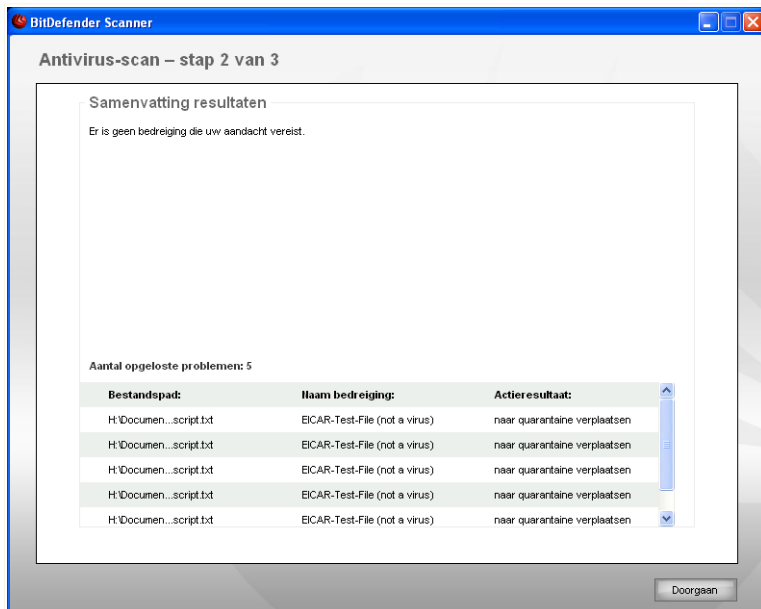 BitDefender Scanner
Antivirus-scan – stap 2 van 3
Samenvatting resultaten
Er is geen bedreiging die uw aandacht vereist.
Aantal opgeloste problemen: 5
Bestandspad: Naam bedreiging: Actieresultaat:
H:\Documen...script.txt EICAR-Test-File (not a virus) naar quarantaine verplaatsen
H:\Documen...script.txt EICAR-Test-File (not a virus) naar quarantaine verplaatsen
H:\Documen...script.txt EICAR-Test-File (not a virus) naar quarantaine verplaatsen
H:\Documen...script.txt EICAR-Test-File (not a virus) naar quarantaine verplaatsen
H:\Documen...script.txt EICAR-Test-File (not a virus) naar quarantaine verplaatsen
Doorgaan